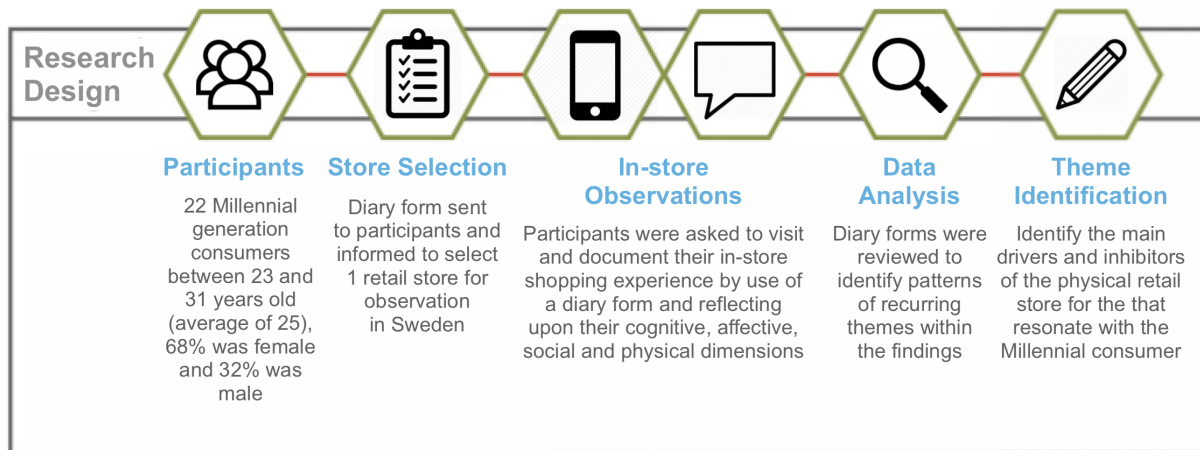 Research
Design
Participants
22 Millennial
generation
consumers
between 23 and
31 years old
(average of 25),
68% was female
and 32% was
male
Store Selection
Diary form sent
to participants and
informed to select
1 retail store for
observation
in Sweden
In-store
Observations
Participants were asked to visit
and document their in-store
shopping experience by use of
a diary form and reflecting
upon their cognitive, affective,
social and physical dimensions
Data
Analysis
Diary forms were
reviewed to
identify patterns
of recurring
themes within
the findings
Theme
Identification
Identify the main
drivers and inhibitors
of the physical retail
store for the that
resonate with the
Millennial consumer